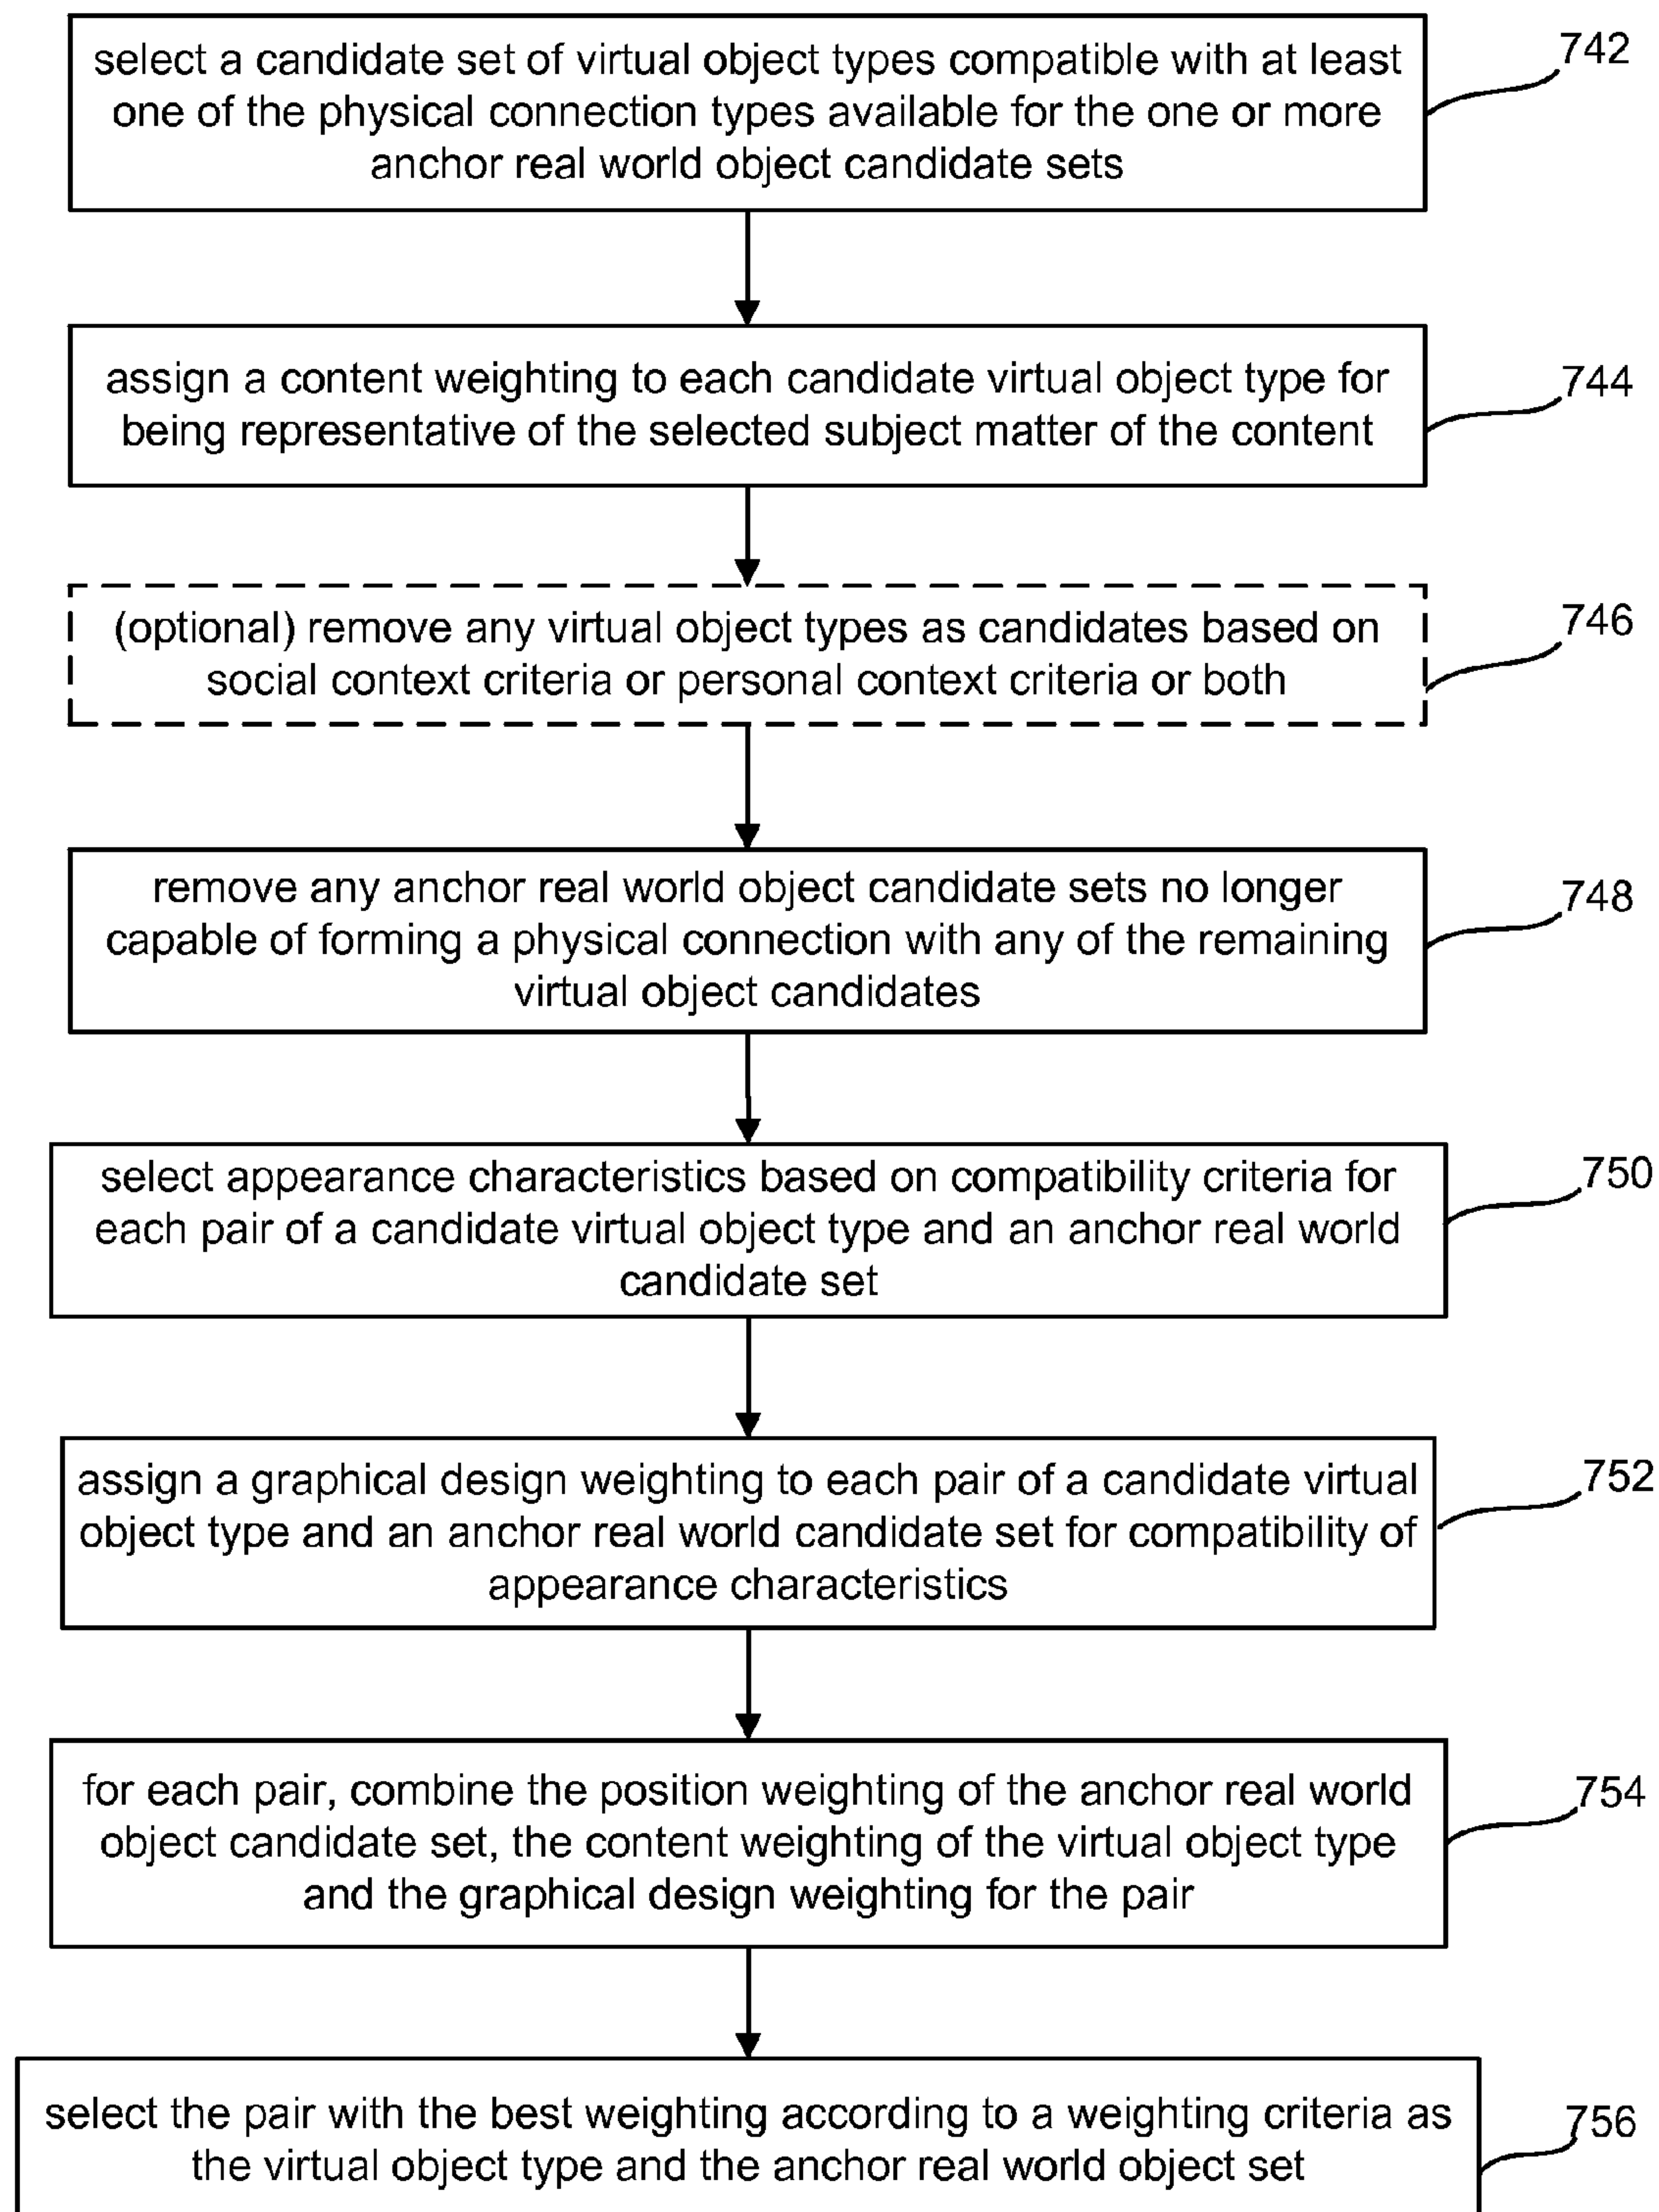 select a candidate set of virtual object types compatible with at least
one of the physical connection types available for the one or more
anchor real world object candidate sets
742
assign a content weighting to each candidate virtual object type for
being representative of the selected subject matter of the content
744
(optional) remove any virtual object types as candidates based on
social context criteria or personal context criteria or both
746
remove any anchor real world object candidate sets no longer
capable of forming a physical connection with any of the remaining
virtual object candidates
748
select appearance characteristics based on compatibility criteria for
each pair of a candidate virtual object type and an anchor real world
candidate set
750
assign a graphical design weighting to each pair of a candidate virtual
object type and an anchor real world candidate set for compatibility of
appearance characteristics
752
for each pair, combine the position weighting of the anchor real world
object candidate set, the content weighting of the virtual object type
and the graphical design weighting for the pair
754
select the pair with the best weighting according to a weighting criteria as
the virtual object type and the anchor real world object set
756